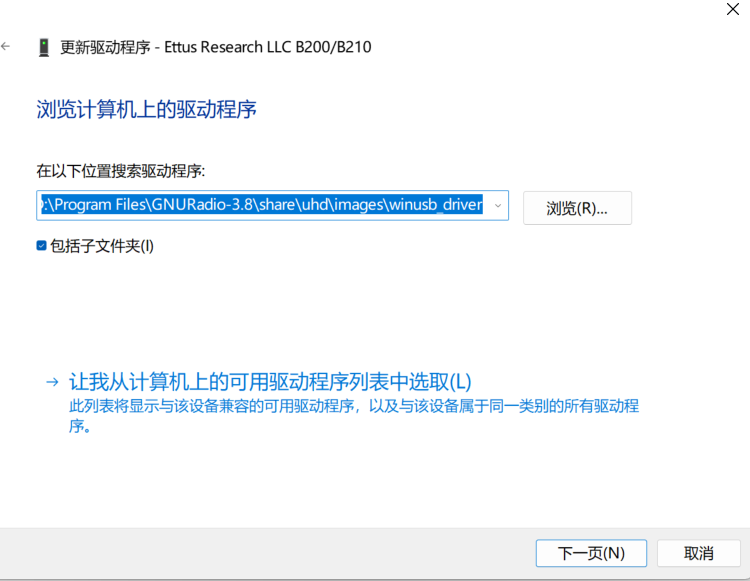 更新驱动程序 - Ettus Research LLC B200/B210
浏览计算机上的驱动程序
在以下位置搜索驱动程序:
:\Program Files\GNURadio-3.8\share\uhd\images\winusb_driver
浏览(R)...
包括子文件夹(I)
让我从计算机上的可用驱动程序列表中选取(L)
此列表将显示与该设备兼容的可用驱动程序，以及与该设备属于同一类别的所有驱动程
序。
下一页(N)
取消